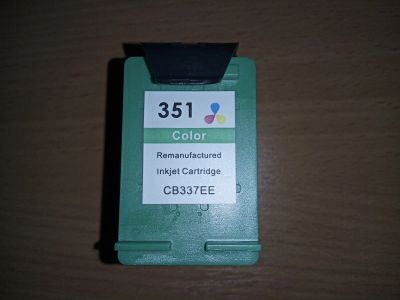 351
Color
Remanufactured
Inkjet Cartridge
CB337EE